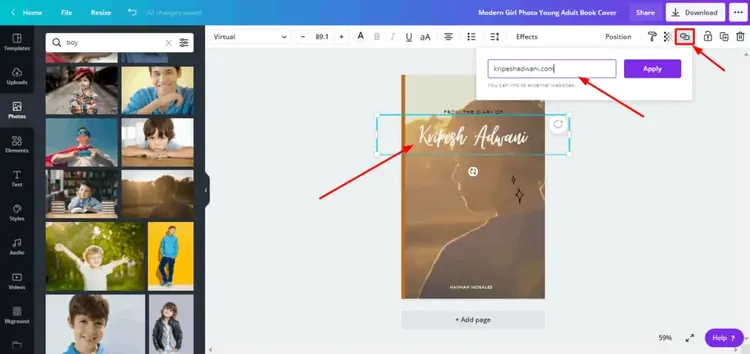 Home File Resize All changes saved Modern Girl Photo Young Adult Book Cover Share Download
Virtual − 89.1 + A B I aA Effects Position
boy
Templates
Uploads
Photos
Elements
Text
Styles
Audio
Videos
Bkground
kripeshadwani.com
Apply
You can link to external websites.
FROM THE DIARY OF
Kripesh Adwani
HANNAH MORALES
+ Add page
59%
Help ?